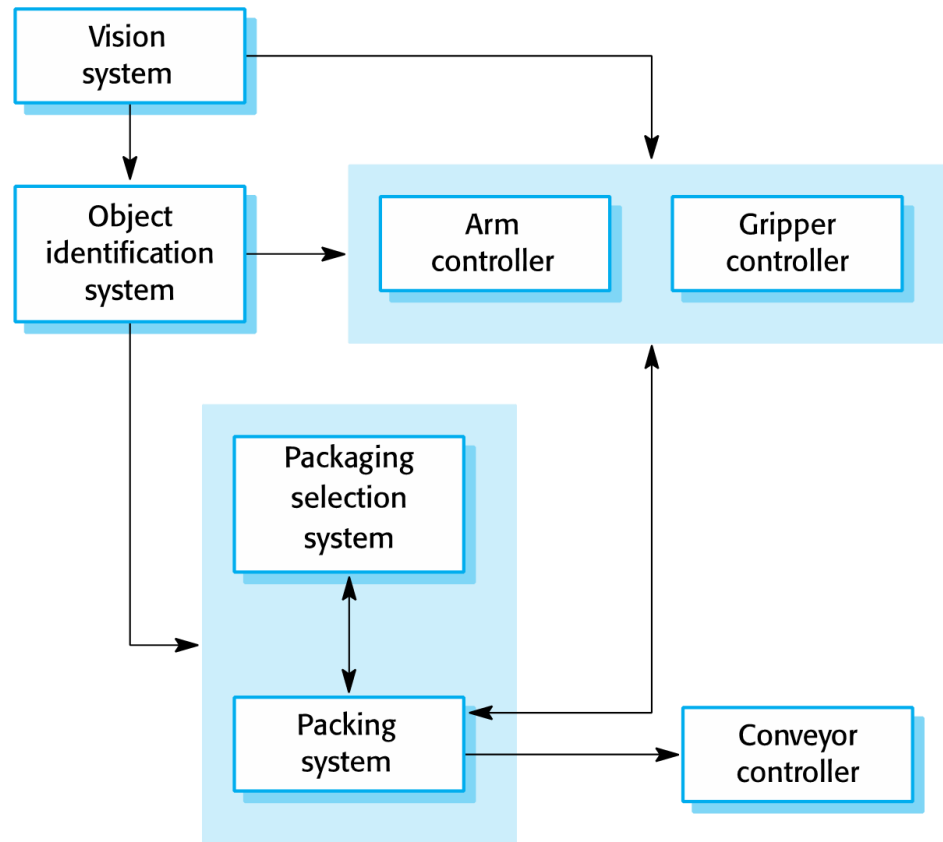 Vision
system
Object
identification
system
Arm
controller
Gripper
controller
Packaging
selection
system
Packing
system
Conveyor
controller